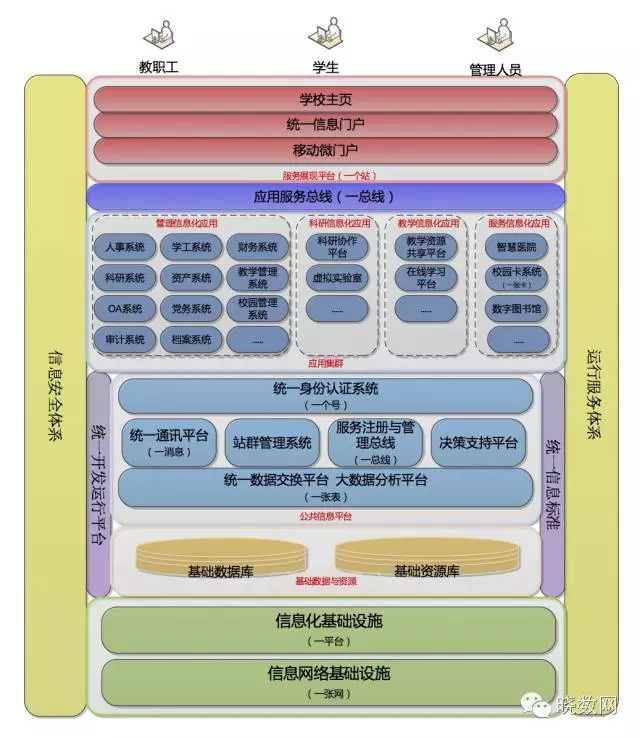 教职工
学生
管理人员
学校主页
统一信息门户
移动微门户
服务展现平台（一个站）
应用服务总线（一总线）
管理信息化应用
科研信息化应用
教学信息化应用
服务信息化应用
人事系统
学工系统
财务系统
科研协作
平台
教学资源
共享平台
智慧医院
科研系统
资产系统
教学管理
系统
虚拟实验室
在线学习
平台
校园卡系统
（一张卡）
OA系统
党务系统
校园管理
系统
......
......
数字图书馆
审计系统
档案系统
......
......
应用集群
信息安全体系
运行服务体系
统一开发运行平台
统一信息标准
统一身份认证系统
（一个号）
统一通讯平台
（一消息）
站群管理系统
服务注册与管
理总线
（一总线）
决策支持平台
统一数据交换平台 大数据分析平台
（一张表）
公共信息平台
基础数据库
基础资源库
基础数据与资源
信息化基础设施
（一平台）
信息网络基础设施
（一张网）
晓数网